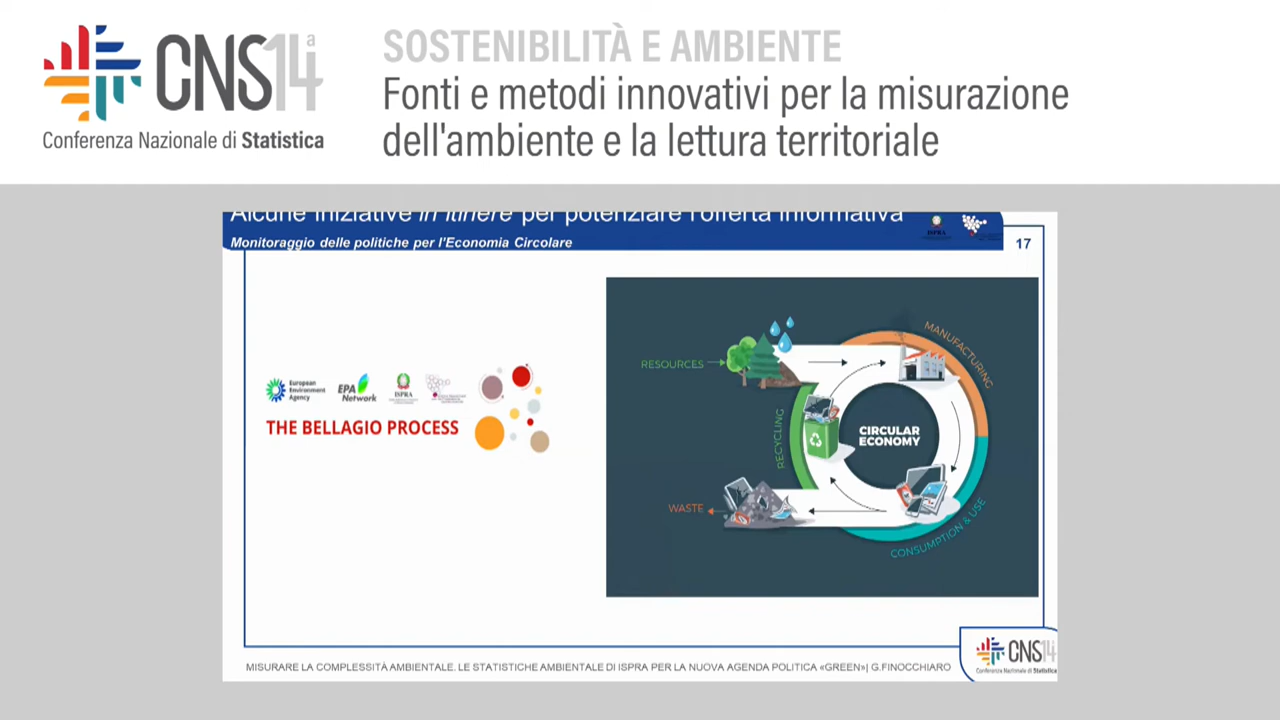 CNS14ª
Conferenza Nazionale di Statistica
SOSTENIBILITÀ E AMBIENTE
Fonti e metodi innovativi per la misurazione
dell'ambiente e la lettura territoriale
Alcune iniziative in itinere per potenziare l'offerta informativa
Monitoraggio delle politiche per l'Economia Circolare
ISPRA
17
European
Environment
Agency
EPA
Network
ISPRA
THE BELLAGIO PROCESS
RESOURCES
MANUFACTURING
RECYCLING
CIRCULAR
ECONOMY
WASTE
CONSUMPTION & USE
MISURARE LA COMPLESSITÀ AMBIENTALE. LE STATISTICHE AMBIENTALE DI ISPRA PER LA NUOVA AGENDA POLITICA «GREEN»| G.FINOCCHIARO
CNS14
Conferenza Nazionale di Statistica